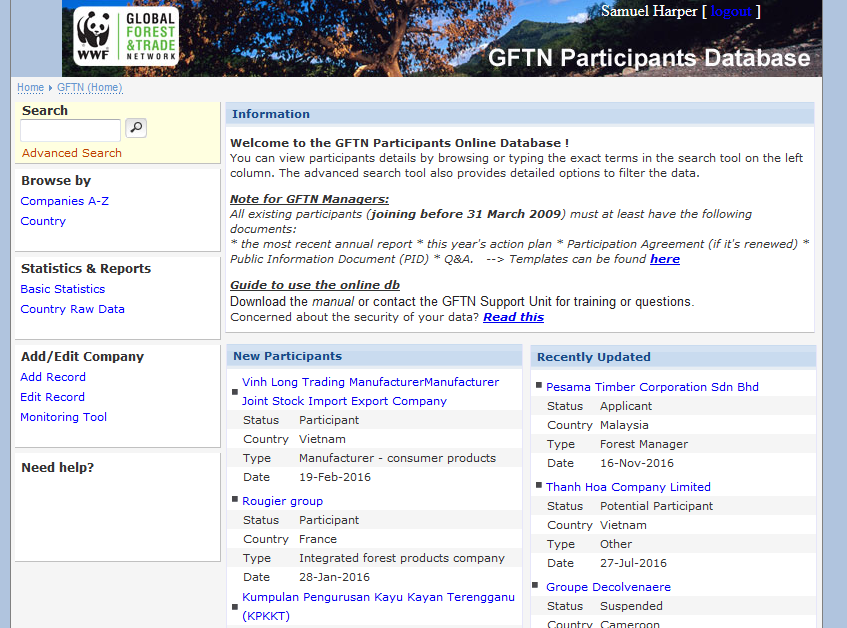 Samuel Harper [ logout ]
WWF
GLOBAL
FOREST
&TRADE
NETWORK
GFTN Participants Database
Home GFTN (Home)
Search
Advanced Search
Browse by
Companies A-Z
Country
Statistics & Reports
Basic Statistics
Country Raw Data
Add/Edit Company
Add Record
Edit Record
Monitoring Tool
Need help?
Information
Welcome to the GFTN Participants Online Database !
You can view participants details by browsing or typing the exact terms in the search tool on the left
column. The advanced search tool also provides detailed options to filter the data.
Note for GFTN Managers:
All existing participants (joining before 31 March 2009) must at least have the following
documents:
* the most recent annual report * this year's action plan * Participation Agreement (if it's renewed) *
Public Information Document (PID) * Q&A. --> Templates can be found here
Guide to use the online db
Download the manual or contact the GFTN Support Unit for training or questions.
Concerned about the security of your data? Read this
New Participants
Vinh Long Trading ManufacturerManufacturer
Joint Stock Import Export Company
Status Participant
Country Vietnam
Type Manufacturer - consumer products
Date 19-Feb-2016
Rougier group
Status Participant
Country France
Type Integrated forest products company
Date 28-Jan-2016
Kumpulan Pengurusan Kayu Kayan Terengganu
(KPKKT)
Recently Updated
Pesama Timber Corporation Sdn Bhd
Status Applicant
Country Malaysia
Type Forest Manager
Date 16-Nov-2016
Thanh Hoa Company Limited
Status Potential Participant
Country Vietnam
Type Other
Date 27-Jul-2016
Groupe Decolvenaere
Status Suspended
Country Cameroon